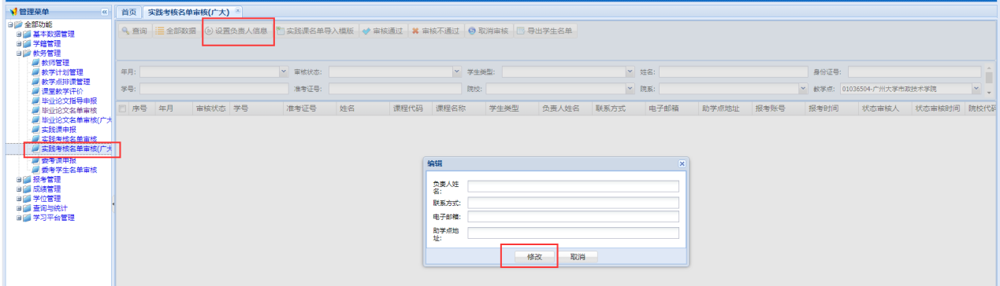 管理菜单
首页 实践考核名单审核(广大)
全部功能
基本数据管理
学籍管理
教务管理
教师管理
教学计划管理
教学点排课管理
课堂教学评价
毕业论文指导申报
毕业论文名单审核
毕业论文名单审核(广大
实践课申报
实践考核名单审核
实践考核名单审核(广大
委考课申报
委考学生名单审核
报考管理
成绩管理
学位管理
查询与统计
学习平台管理
查询 全部数据 设置负责人信息 实践课名单导入模版 审核通过 审核不通过 取消审核 导出学生名单
年月: 审核状态: 学生类型: 姓名: 身份证号:
学号: 准考证号: 院校: 院系: 教学点: 01036504-广州大学市政技术学院
序号 年月 审核状态 学号 准考证号 姓名 课程代码 课程名称 学生类型 负责人姓名 联系方式 电子邮箱 助学点地址 报考账号 报考时间 状态审核人 状态审核时间 院校代码
编辑
负责人姓
名:
联系方式:
电子邮箱:
助学点地
址:
修改 取消